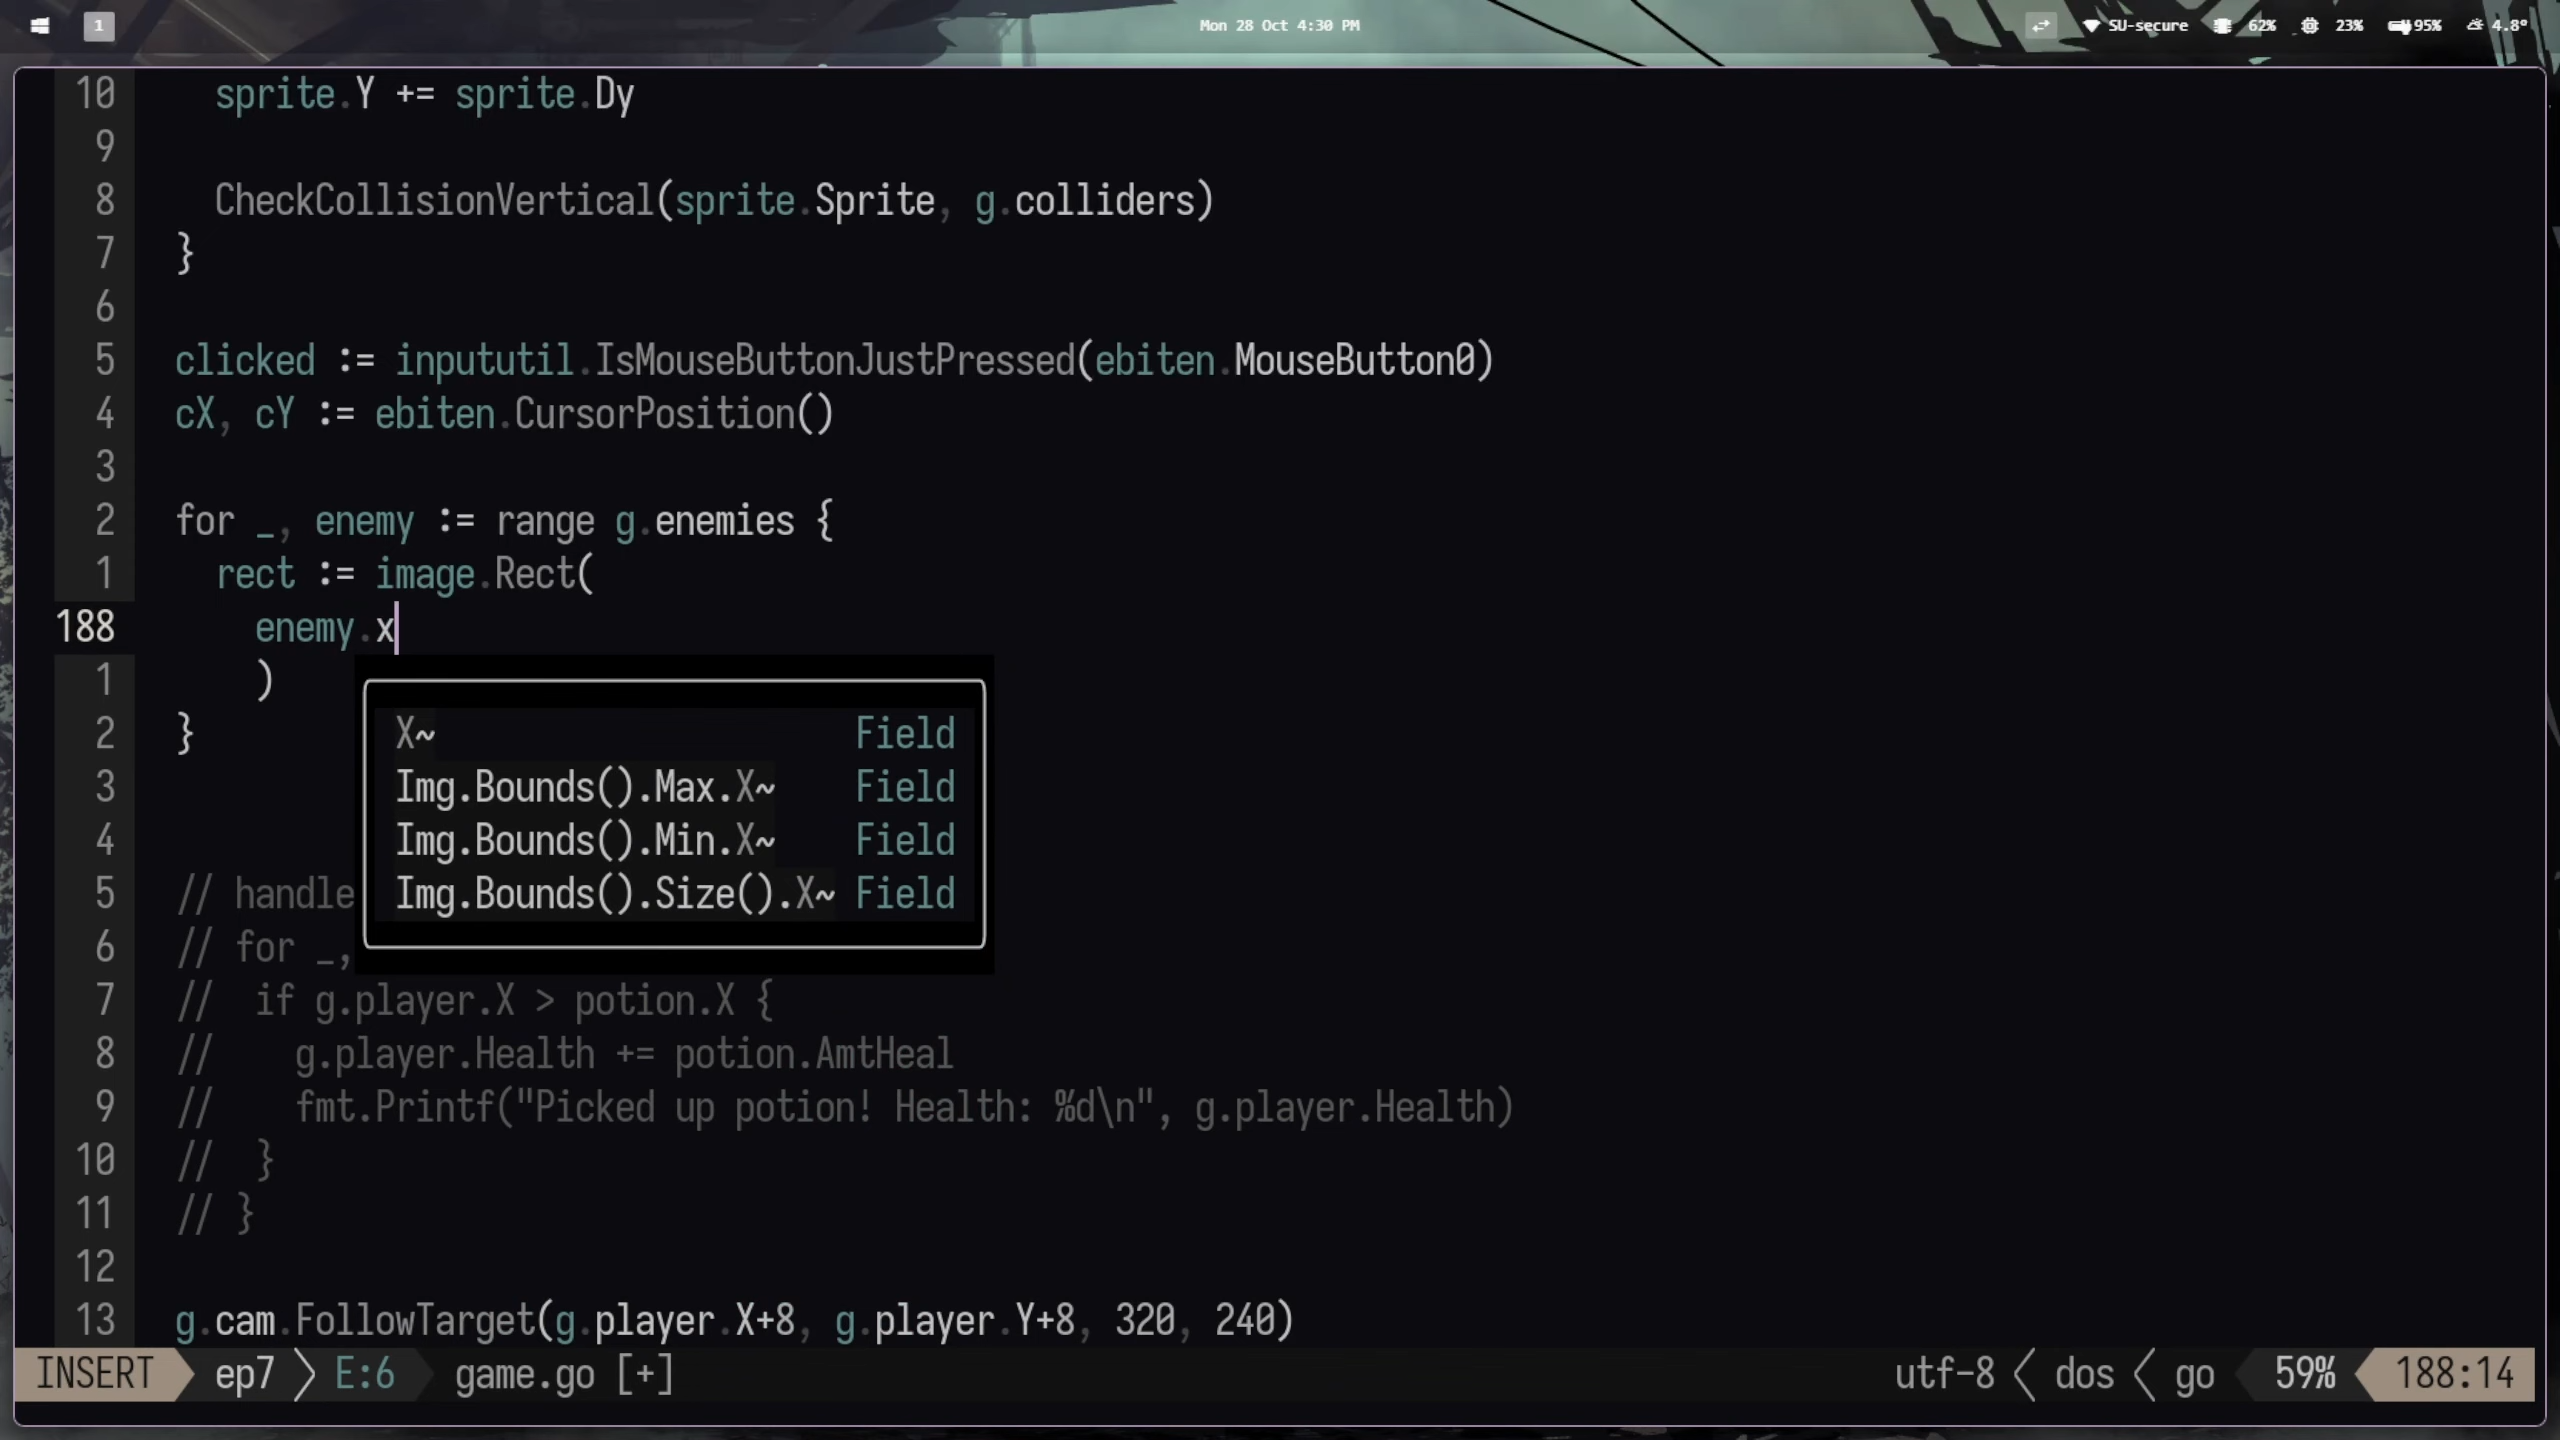 1
Mon 28 Oct 4:30 PM
SU-secure 62% 23% 95% 4.8°
10 sprite.Y += sprite.Dy
9
8 CheckCollisionVertical(sprite.Sprite, g.colliders)
7 }
6
5 clicked := inpututil.IsMouseButtonJustPressed(ebiten.MouseButton0)
4 cX, cY := ebiten.CursorPosition()
3
2 for _, enemy := range g.enemies {
1 rect := image.Rect(
188 enemy.x
1 )
2 }
X~ Field
3
Img.Bounds().Max.X~ Field
4
Img.Bounds().Min.X~ Field
5 // handle
Img.Bounds().Size().X~ Field
6 // for _,
7 // if g.player.X > potion.X {
8 // g.player.Health += potion.AmtHeal
9 // fmt.Printf("Picked up potion! Health: %d\n", g.player.Health)
10 // }
11 // }
12
13 g.cam.FollowTarget(g.player.X+8, g.player.Y+8, 320, 240)
INSERT ep7 E:6 game.go [+] utf-8 dos go 59% 188:14